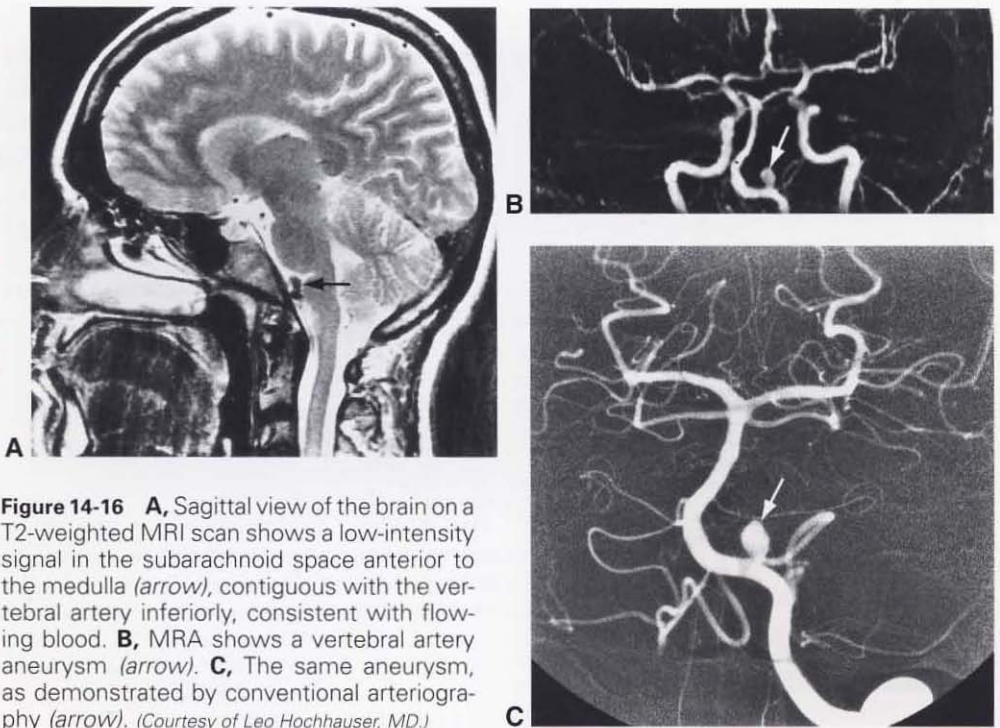 A
B
C
Figure 14-16 A, Sagittal view of the brain on a
T2-weighted MRI scan shows a low-intensity
signal in the subarachnoid space anterior to
the medulla (arrow), contiguous with the ver-
tebral artery inferiorly, consistent with flow-
ing blood. B, MRA shows a vertebral artery
aneurysm (arrow). C, The same aneurysm,
as demonstrated by conventional arteriogra-
phy (arrow). (Courtesy of Leo Hochhauser, MD.)